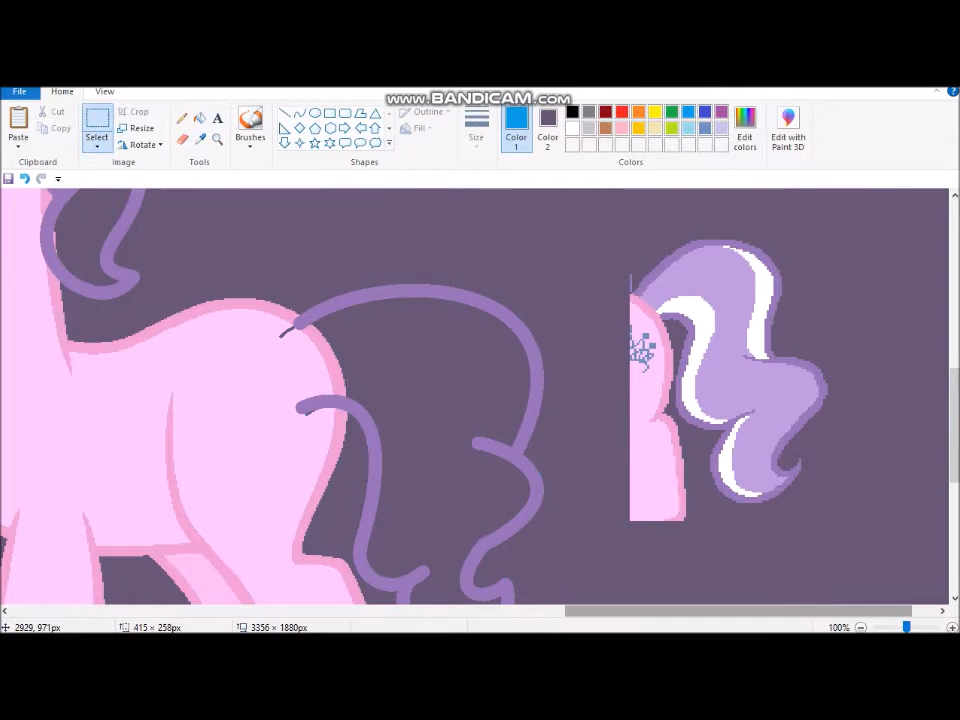 www.BANDICAM.com
File Home View
Paste Cut Copy
Clipboard
Select Crop Resize Rotate
Image
A
Tools
Brushes
Shapes
Outline Fill
Size
Color 1 Color 2
Edit colors
Colors
Edit with Paint 3D
2929, 971px 415 × 258px 3356 × 1880px 100%